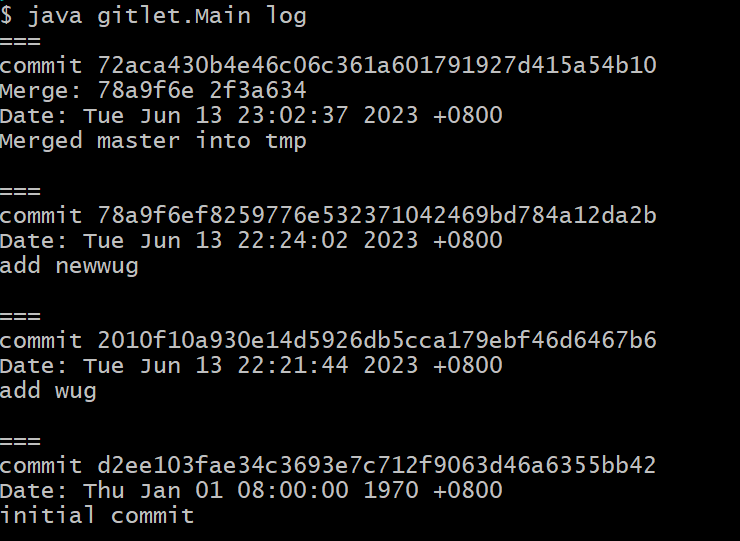 $ java gitlet.Main log
===
commit 72aca430b4e46c06c361a601791927d415a54b10
Merge: 78a9f6e 2f3a634
Date: Tue Jun 13 23:02:37 2023 +0800
Merged master into tmp
===
commit 78a9f6ef8259776e532371042469bd784a12da2b
Date: Tue Jun 13 22:24:02 2023 +0800
add newwug
===
commit 2010f10a930e14d5926db5cca179ebf46d6467b6
Date: Tue Jun 13 22:21:44 2023 +0800
add wug
===
commit d2ee103fae34c3693e7c712f9063d46a6355bb42
Date: Thu Jan 01 08:00:00 1970 +0800
initial commit